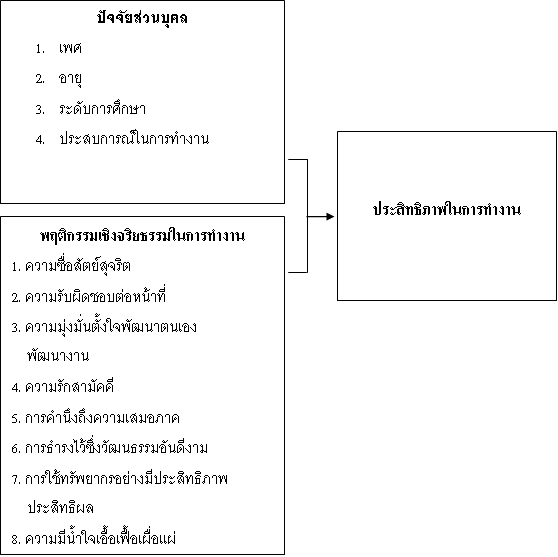 ปัจจัยส่วนบุคล
1. เพศ
2. อายุ
3. ระดับการศึกษา
4. ประสบการณ์ในการทำงาน
ประสิทธิภาพในการทำงาน
พฤติกรรมเชิงจริยธรรมในการทำงาน
1. ความซื่อสัตย์สุจริต
2. ความรับผิดชอบต่อหน้าที่
3. ความมุ่งมั่นตั้งใจพัฒนาตนเอง
พัฒนางาน
4. ความรักสามัคคี
5. การคำนึงถึงความเสมอภาค
6. การธำรงไว้ซึ่งวัฒนธรรมอันดีงาม
7. การใช้ทรัพยากรอย่างมีประสิทธิภาพ
ประสิทธิผล
8. ความมีน้ำใจเอื้อเฟื้อเผื่อแผ่